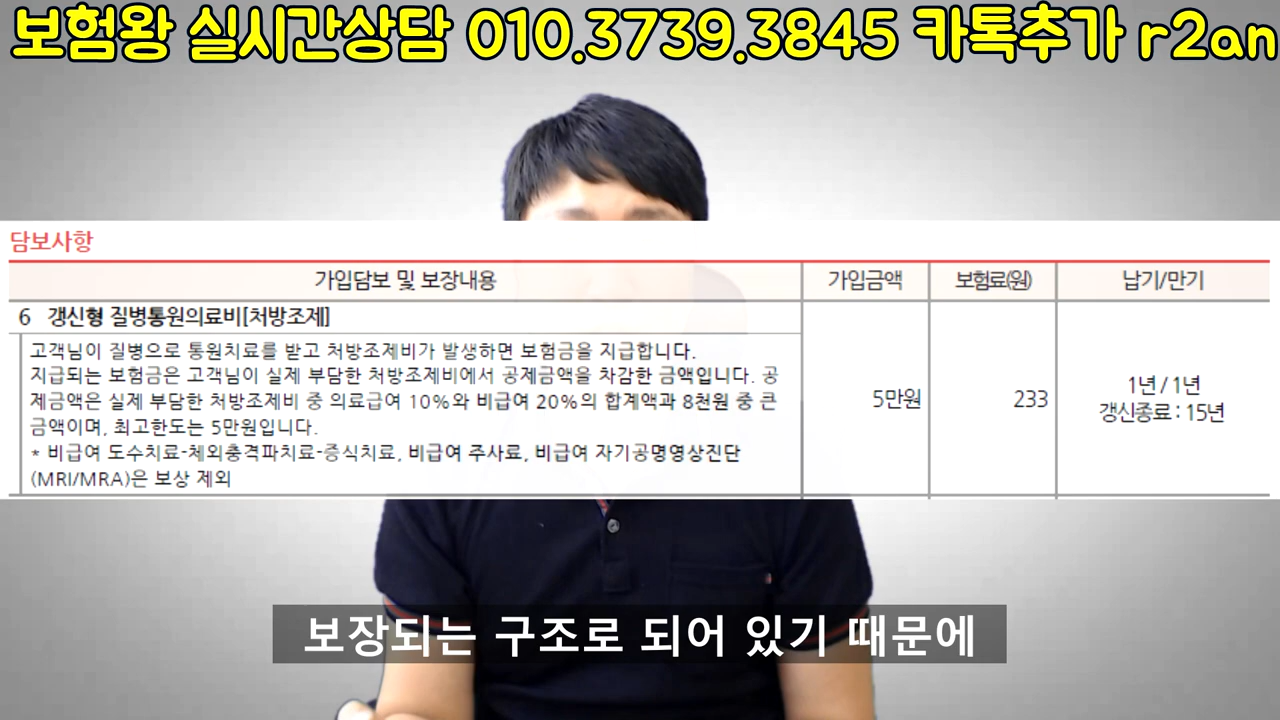 보험왕 실시간상담 010.3739.3845 카톡추가 r2an
담보사항
가입담보 및 보장내용 가입금액 보험료(원) 납기/만기
6 갱신형 질병통원의료비[처방조제]
고객님이 질병으로 통원치료를 받고 처방조제비가 발생하면 보험금을 지급합니다.
지급되는 보험금은 고객님이 실제 부담한 처방조제비에서 공제금액을 차감한 금액입니다. 공
제금액은 실제 부담한 처방조제비 중 의료급여 10%와 비급여 20%의 합계액과 8천원 중 큰
금액이며, 최고한도는 5만원입니다.
* 비급여 도수치료-체외충격파치료-증식치료, 비급여 주사료, 비급여 자기공명영상진단
(MRI/MRA)은 보상 제외
5만원
233
1년 / 1년
갱신종료 : 15년
보장되는 구조로 되어 있기 때문에